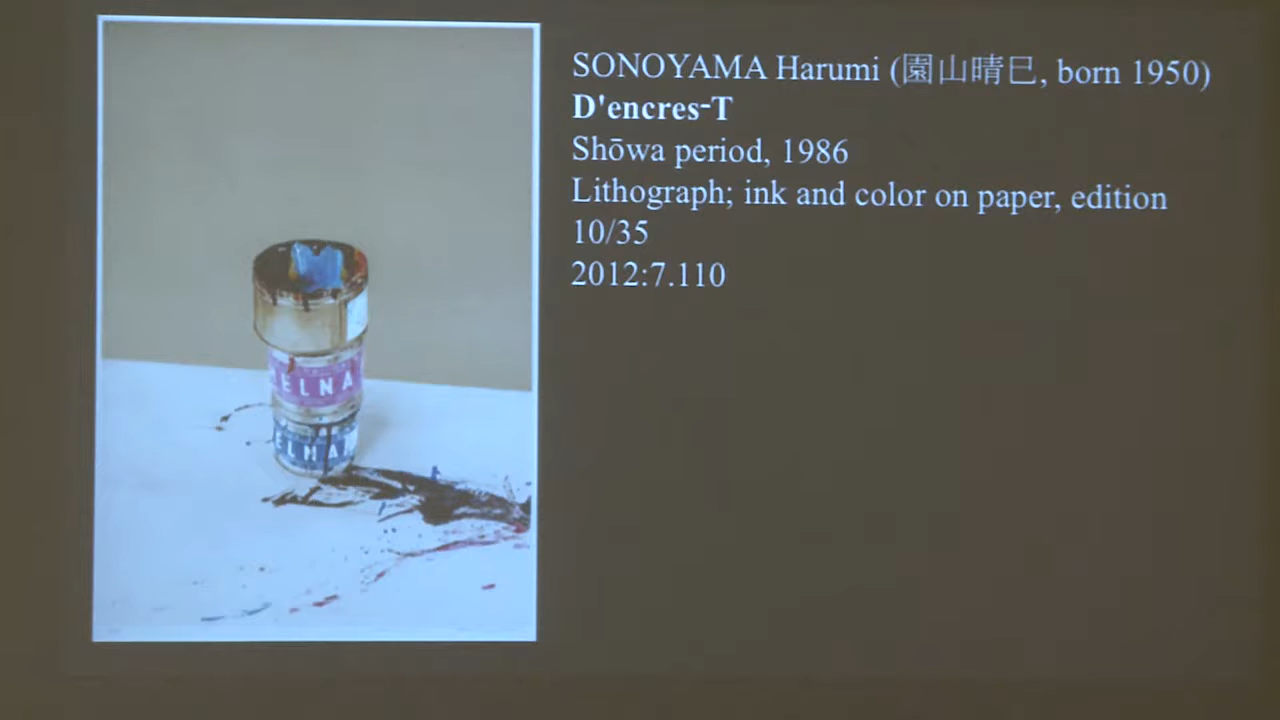 SONOYAMA Harumi (園山晴巳, born 1950)
D'encres-T
Shōwa period, 1986
Lithograph; ink and color on paper, edition
10/35
2012:7.110
ELNA
ELNA